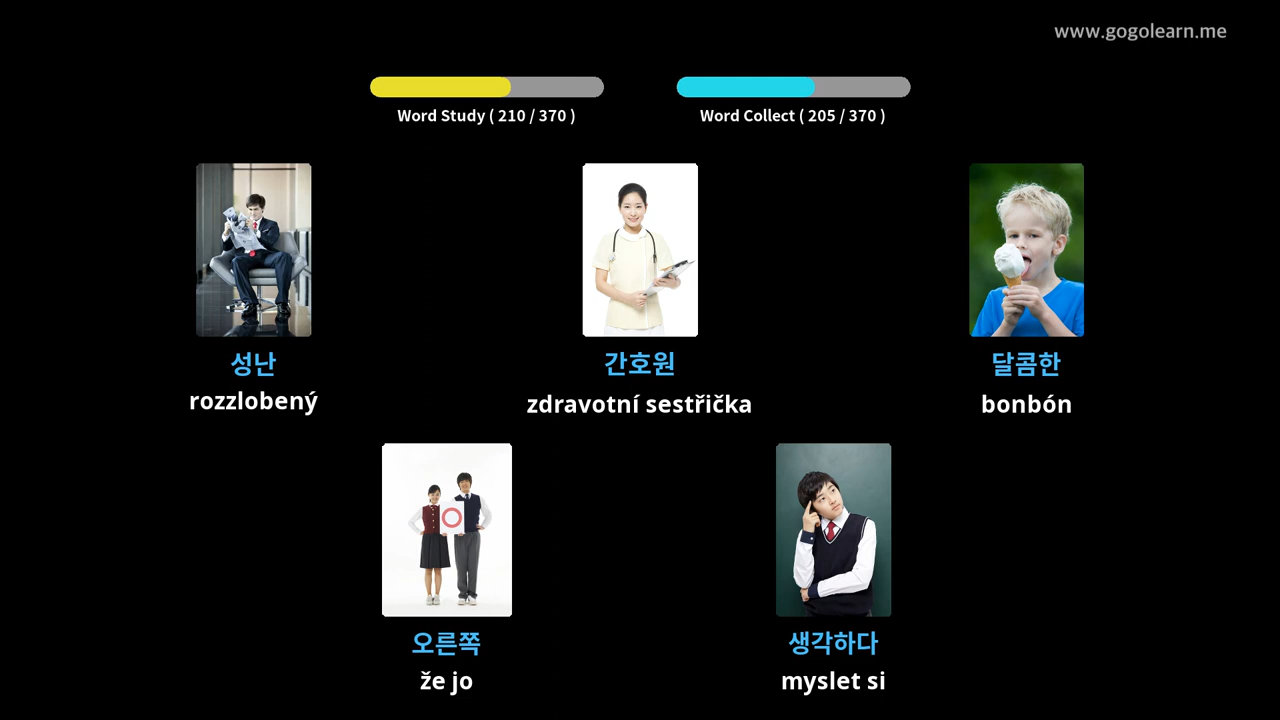 www.gogolearn.me
Word Study ( 210 / 370 )
Word Collect ( 205 / 370 )
성난
rozzlobený
간호원
zdravotní sestřička
달콤한
bonbón
오른쪽
že jo
생각하다
myslet si